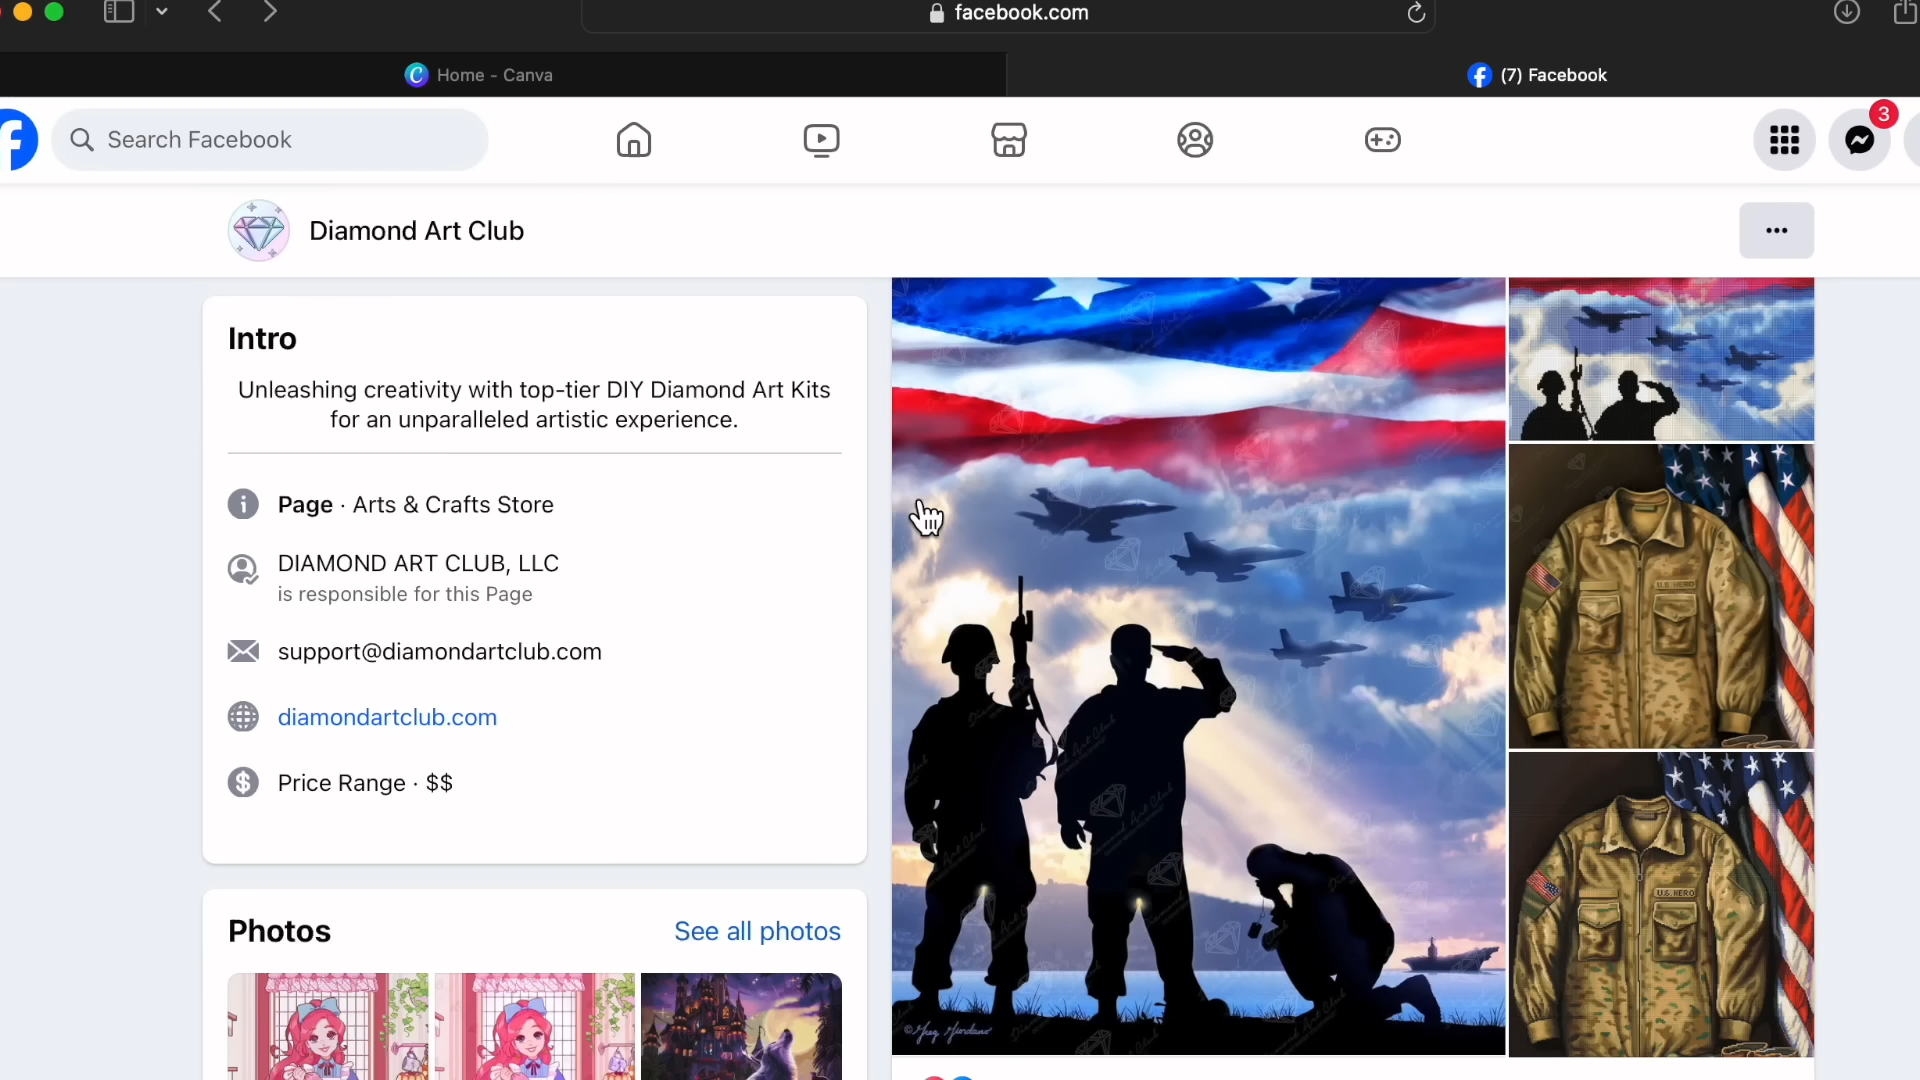 facebook.com
Home - Canva
(7) Facebook
Search Facebook
3
Diamond Art Club
Intro
Unleashing creativity with top-tier DIY Diamond Art Kits
for an unparalleled artistic experience.
Page · Arts & Crafts Store
DIAMOND ART CLUB, LLC
is responsible for this Page
support@diamondartclub.com
diamondartclub.com
Price Range · $$
Photos
See all photos
U.S. HERO
U.S. HERO